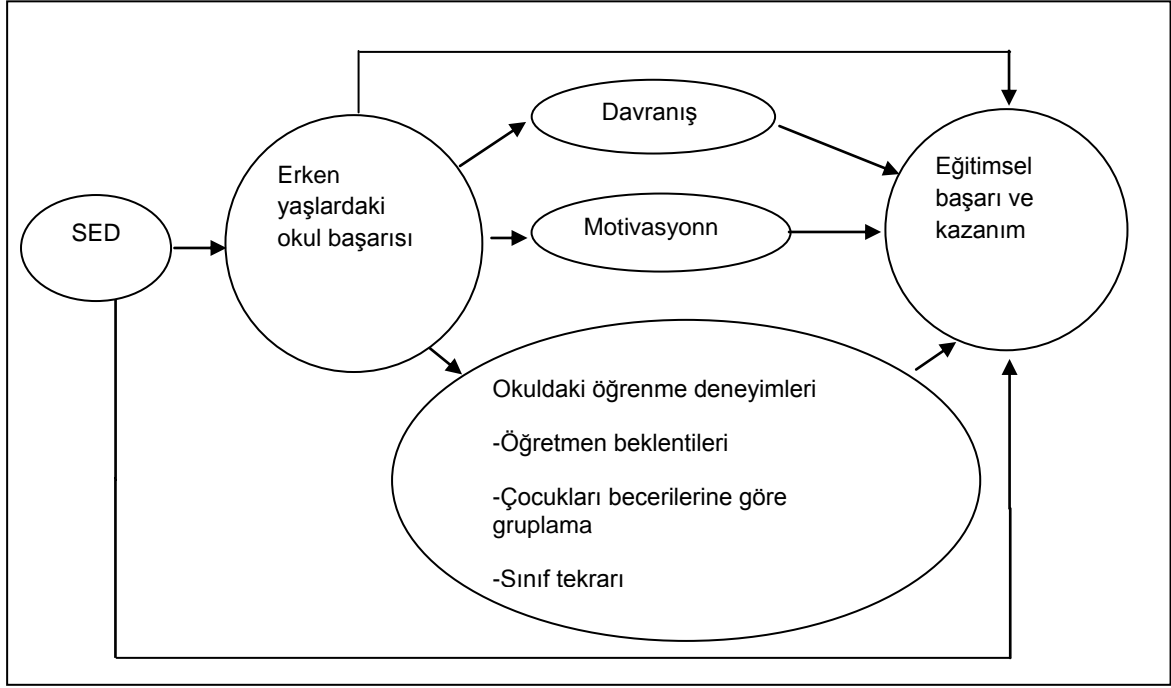 SED
Erken
yaşlardaki
okul başarısı
Davranış
Motivasyonn
Okuldaki öğrenme deneyimleri
-Öğretmen beklentileri
-Çocukları becerilerine göre
gruplama
-Sınıf tekrarı
Eğitimsel
başarı ve
kazanım